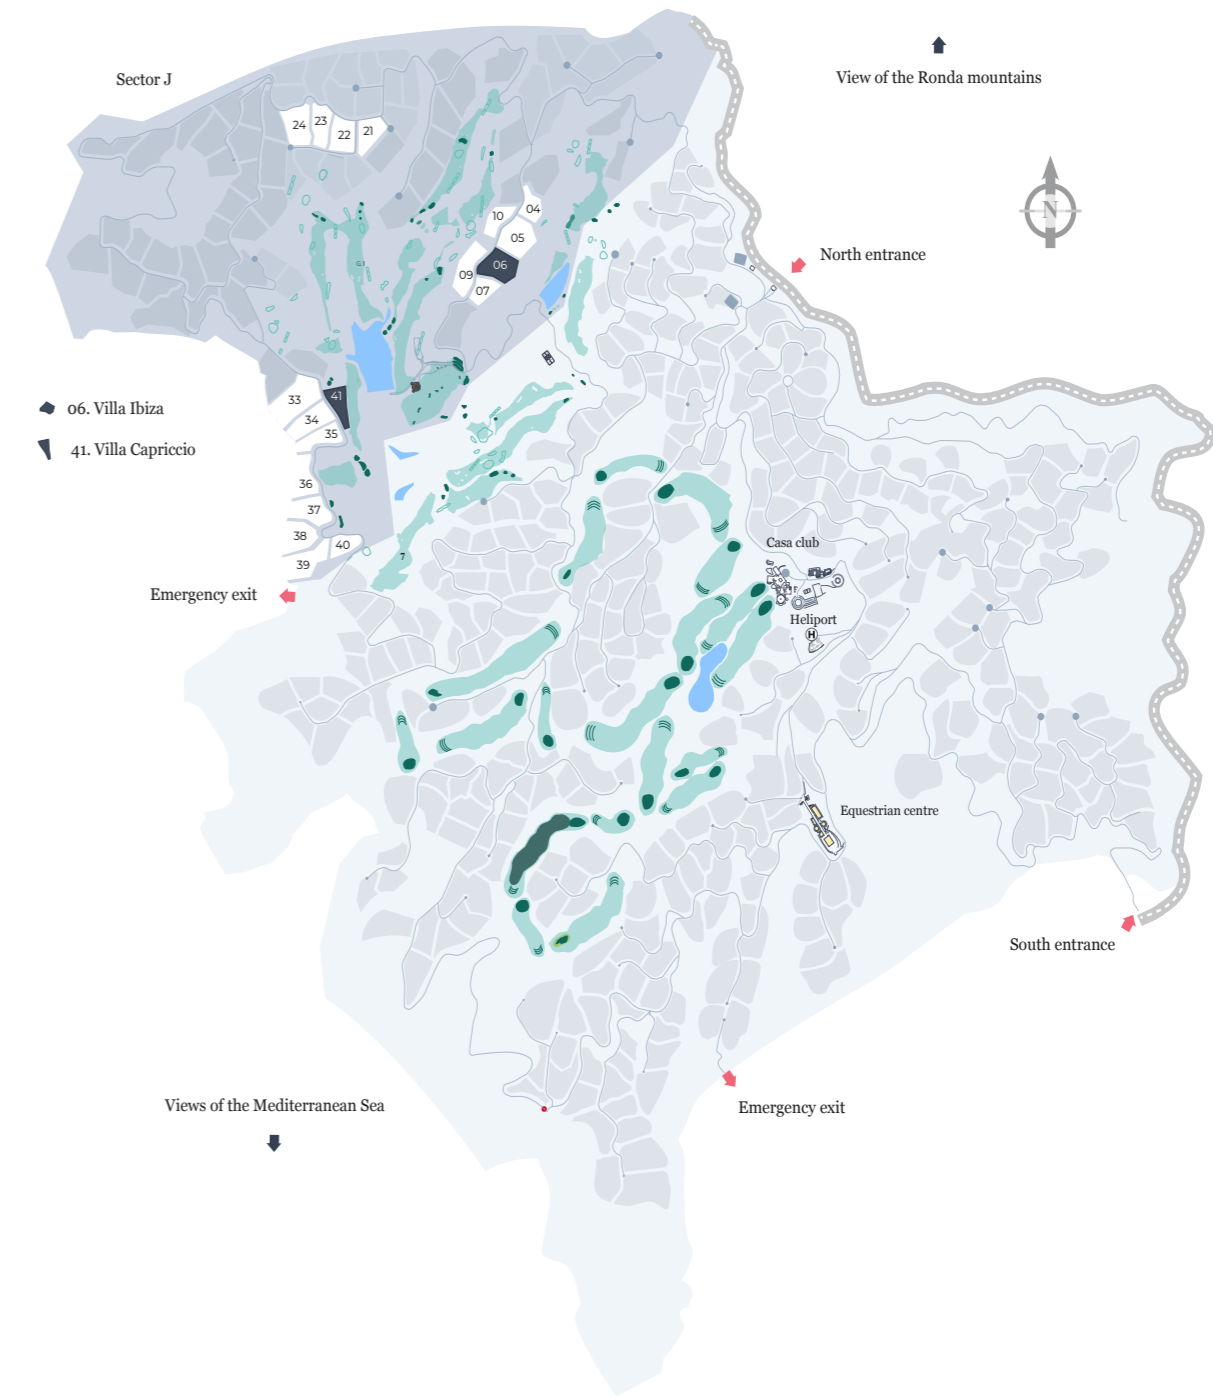 Sector J
View of the Ronda mountains
24
23
22
21
N
04
10
05
North entrance
06
09
07
41
33
06. Villa Ibiza
34
35
41. Villa Capriccio
36
37
38
40
39
7
Casa club
Emergency exit
Heliport
H
Equestrian centre
South entrance
Views of the Mediterranean Sea
Emergency exit